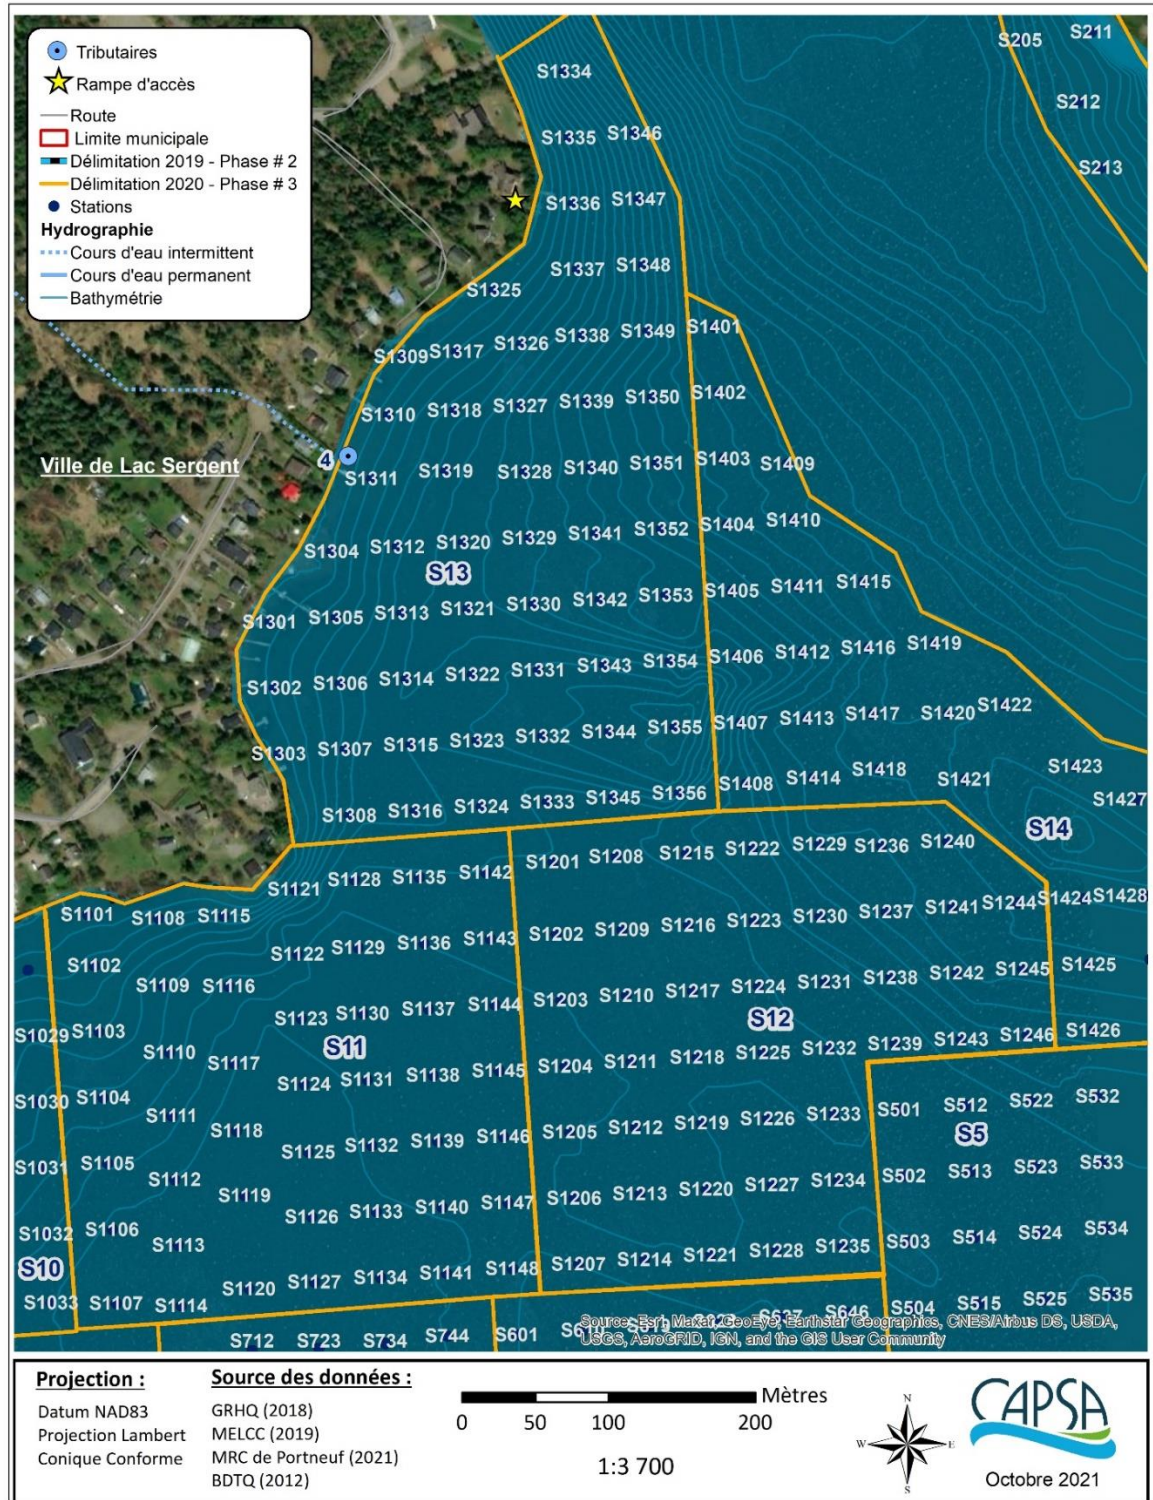 Tributaires
Rampe d'accès
Route
Limite municipale
Délimitation 2019 - Phase # 2
Délimitation 2020 - Phase # 3
Stations
Hydrographie
Cours d'eau intermittent
Cours d'eau permanent
Bathymétrie
S1334
S205
S211
S212
S1335 S1346
S213
S1336 S1347
S1337 S1348
S1325
S1309 S1317 S1326 S1338 S1349 S1401
S1310 S1318 S1327 S1339 S1350 S1402
Ville de Lac Sergent
4
S1311 S1319 S1328 S1340 S1351 S1403 S1409
S1304 S1312 S1320 S1329 S1341 S1352 S1404 S1410
S13
S1301 S1305 S1313 S1321 S1330 S1342 S1353 S1405 S1411 S1415
S1302 S1306 S1314 S1322 S1331 S1343 S1354 S1406 S1412 S1416 S1419
S1303 S1307 S1315 S1323 S1332 S1344 S1355 S1407 S1413 S1417 S1420 S1422
S1308 S1316 S1324 S1333 S1345 S1356 S1408 S1414 S1418 S1421 S1423
S1427
S14
S1121 S1128 S1135 S1142 S1201 S1208 S1215 S1222 S1229 S1236 S1240
S1101 S1108 S1115
S1122 S1129 S1136 S1143 S1202 S1209 S1216 S1223 S1230 S1237 S1241 S1244 S1424 S1428
S1102
S1109 S1116
S1123 S1130 S1137 S1144 S1203 S1210 S1217 S1224 S1231 S1238 S1242 S1245 S1425
S12
S1029 S1103
S11
S1110 S1117
S1124 S1131 S1138 S1145 S1204 S1211 S1218 S1225 S1232 S1239 S1243 S1246 S1426
S1030 S1104
S1111 S1118
S1125 S1132 S1139 S1146 S1205 S1212 S1219 S1226 S1233 S501 S512 S522 S532
S5
S1031 S1105
S1112 S1119
S1126 S1133 S1140 S1147 S1206 S1213 S1220 S1227 S1234 S502 S513 S523 S533
S1032 S1106
S1113
S10
S1120 S1127 S1134 S1141 S1148 S1207 S1214 S1221 S1228 S1235 S503 S514 S524 S534
S1033 S1107 S1114
S712 S723 S734 S744 S601 S637 S646 S504 S515 S525 S535
Source: Esri, Maxar, GeoEye, Earthstar Geographics, CNES/Airbus DS, USDA,
USGS, AeroGRID, IGN, and the GIS User Community
Projection :
Datum NAD83
Projection Lambert
Conique Conforme
Source des données :
GRHQ (2018)
MELCC (2019)
MRC de Portneuf (2021)
BDTQ (2012)
Mètres
0 50 100 200
1:3 700
N
W E
S
CAPSA
Octobre 2021